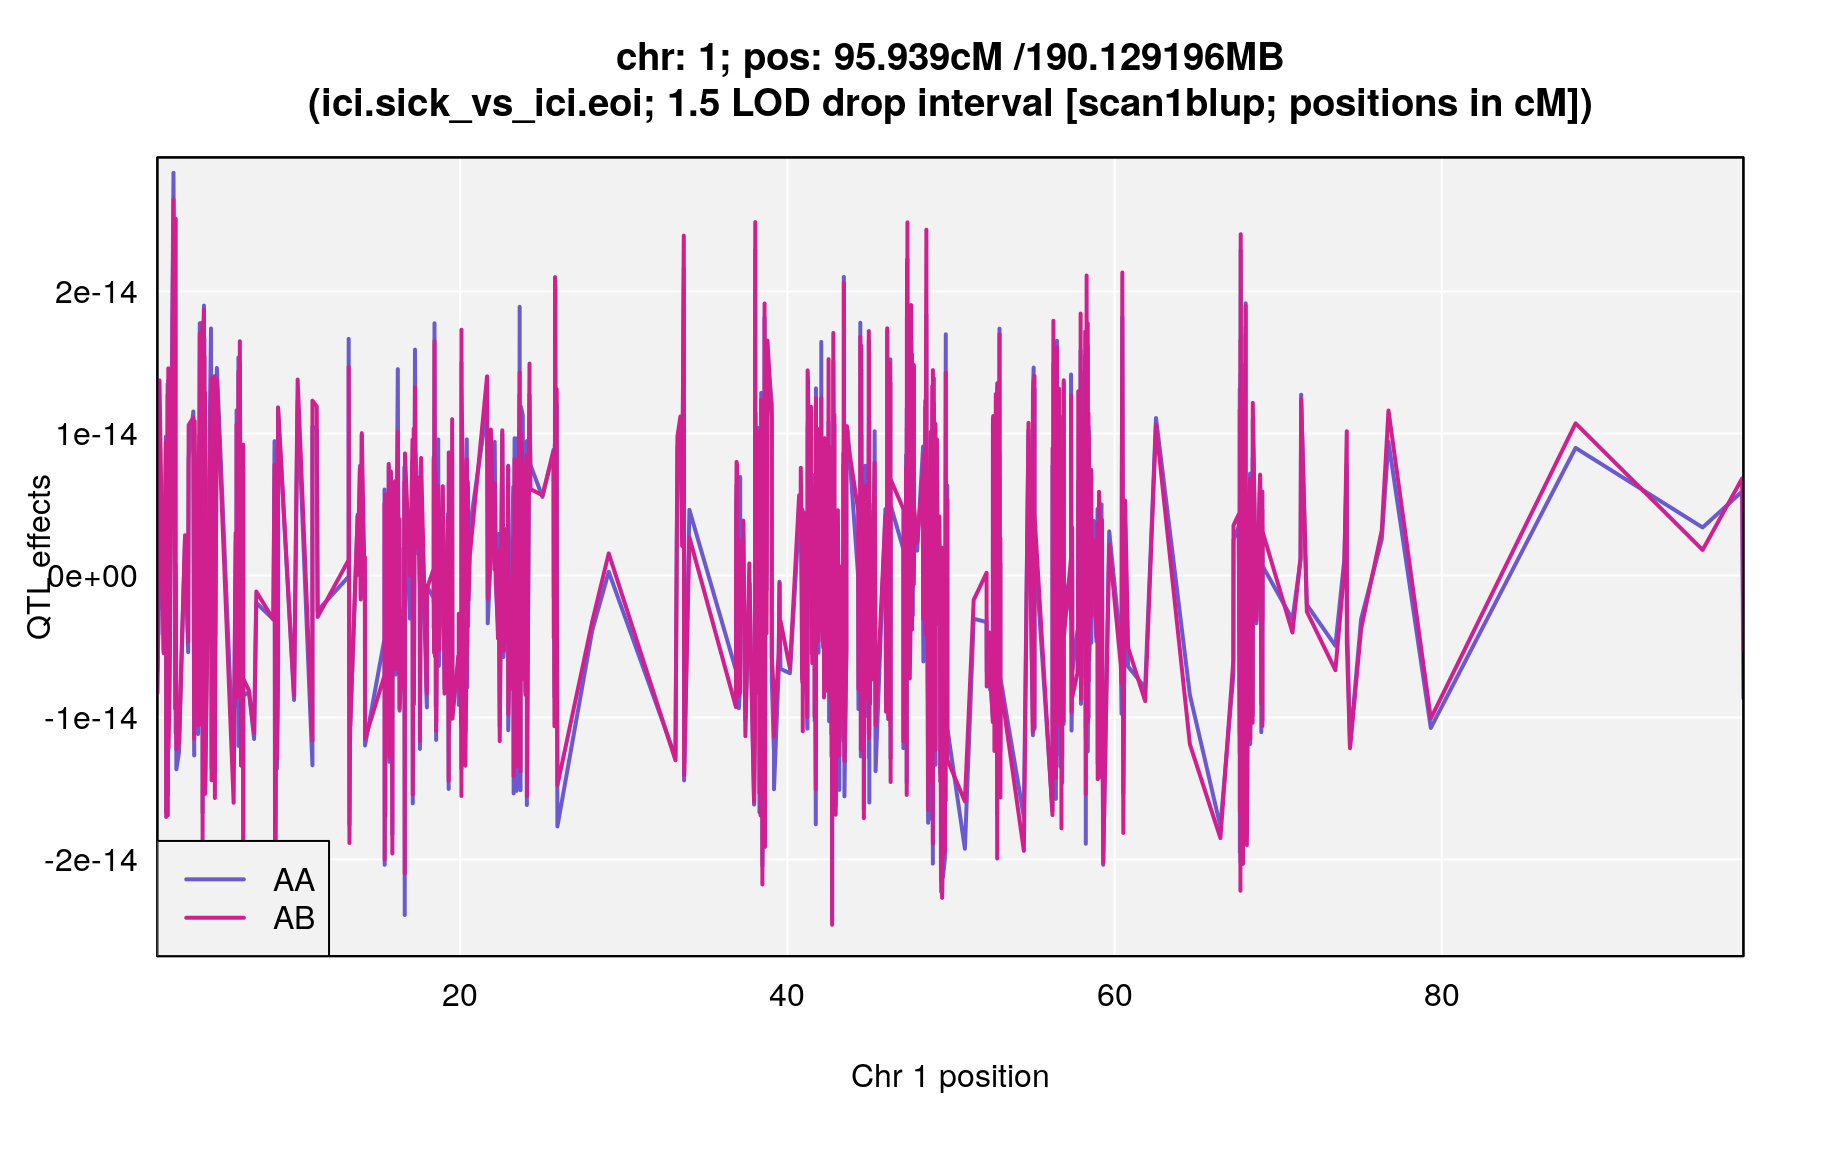 chr: 1; pos: 95.939cM /190.129196MB
(ici.sick_vs_ici.eoi; 1.5 LOD drop interval [scan1blup; positions in cM])
QTL effects
2e-14
1e-14
0e+00
-1e-14
-2e-14
AA
AB
20
40
60
80
Chr 1 position